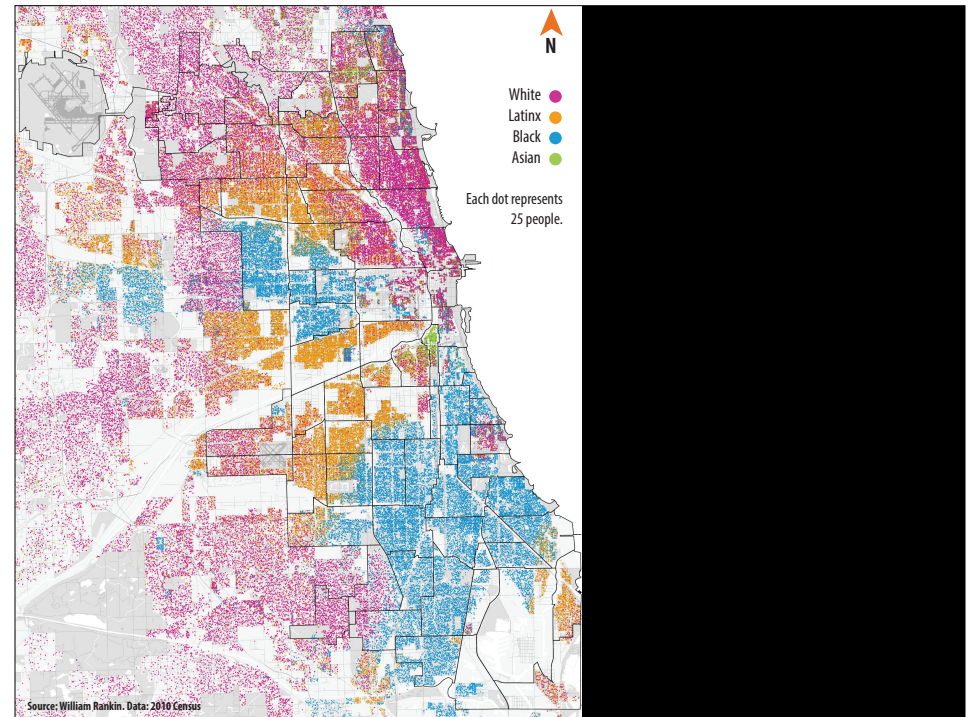 N
White
Latinx
Black
Asian
Each dot represents
25 people.
Source: William Rankin. Data: 2010 Census